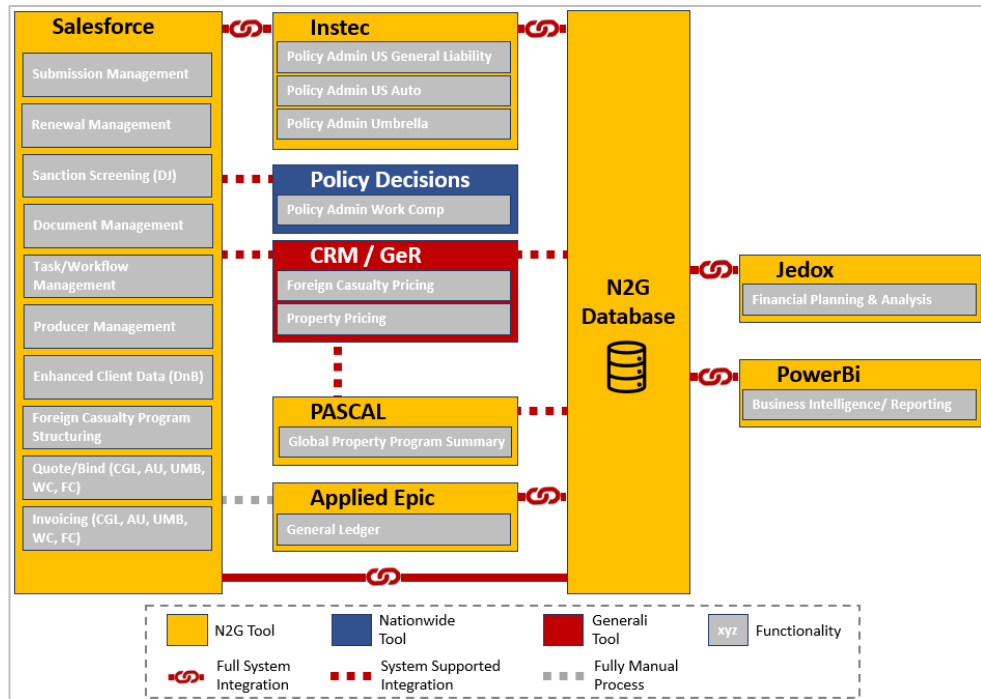 Salesforce
Submission Management
Renewal Management
Sanction Screening (DJ)
Document Management
Task/Workflow
Management
Producer Management
Enhanced Client Data (DnB)
Foreign Casualty Program
Structuring
Quote/Bind (CGL, AU, UMB,
WC, FC)
Invoicing (CGL, AU, UMB,
WC, FC)
Instec
Policy Admin US General Liability
Policy Admin US Auto
Policy Admin Umbrella
Policy Decisions
Policy Admin Work Comp
CRM / GeR
Foreign Casualty Pricing
Property Pricing
PASCAL
Global Property Program Summary
Applied Epic
General Ledger
N2G
Database
Jedox
Financial Planning & Analysis
PowerBi
Business Intelligence/ Reporting
N2G Tool
Nationwide
Tool
Generali
Tool
xyz
Functionality
Full System
Integration
System Supported
Integration
Fully Manual
Process